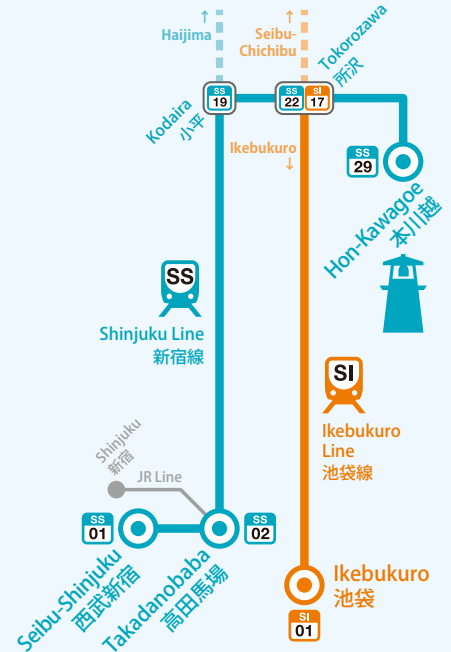 ↑
Haijima
↑
Seibu-
Chichibu
Tokorozawa
所沢
SS
19
SS
22
SI
17
Kodaira
小平
Ikebukuro
↓
SS
29
Hon-Kawagoe
本川越
SS
Shinjuku Line
新宿線
SI
Ikebukuro
Line
池袋線
Shinjuku
新宿
JR Line
SS
01
SS
02
Seibu-Shinjuku
西武新宿
Takadanobaba
高田馬場
Ikebukuro
池袋
SI
01